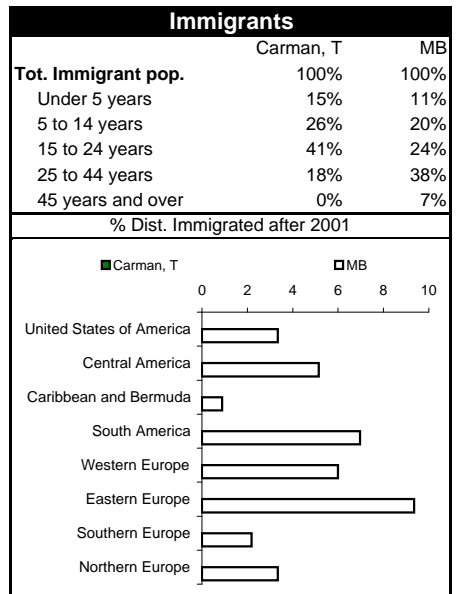 Immigrants
Carman, T MB
Tot. Immigrant pop. 100% 100%
Under 5 years 15% 11%
5 to 14 years 26% 20%
15 to 24 years 41% 24%
25 to 44 years 18% 38%
45 years and over 0% 7%
% Dist. Immigrated after 2001
Carman, T MB
0 2 4 6 8 10
United States of America
Central America
Caribbean and Bermuda
South America
Western Europe
Eastern Europe
Southern Europe
Northern Europe